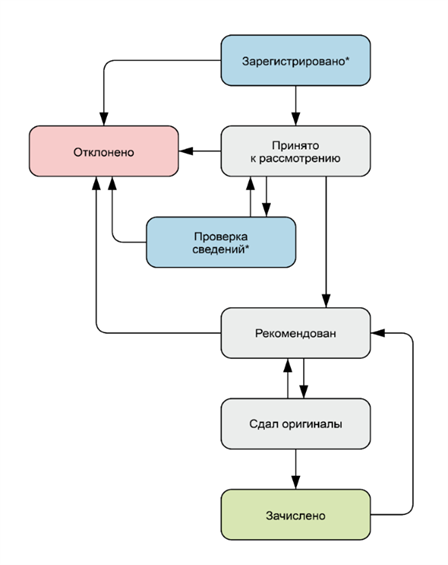 Зарегистрировано*
Отклонено
Принято
к рассмотрению
Проверка
сведений*
Рекомендован
Сдал оригиналы
Зачислено